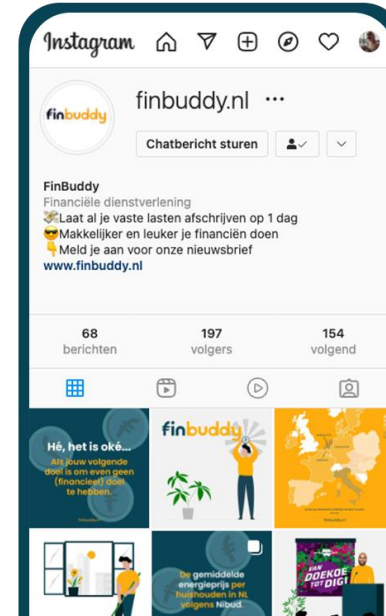 Instagram
finbuddy
finbuddy.nl
Chatbericht sturen
FinBuddy
Financiële dienstverlening
💸Laat al je vaste lasten afschrijven op 1 dag
😎Makkelijker en leuker je financiën doen
👇Meld je aan voor onze nieuwsbrief
www.finbuddy.nl
68 197 154
berichten volgers volgend
Hé, het is oké...
Als jouw volgende
doel is om even geen
(financieel) doel
te hebben.
finbuddy
De gemiddelde
energieprijs per
huishouden in NL
volgens Nibud.
VAN
DOEKOE
TOT DIGI